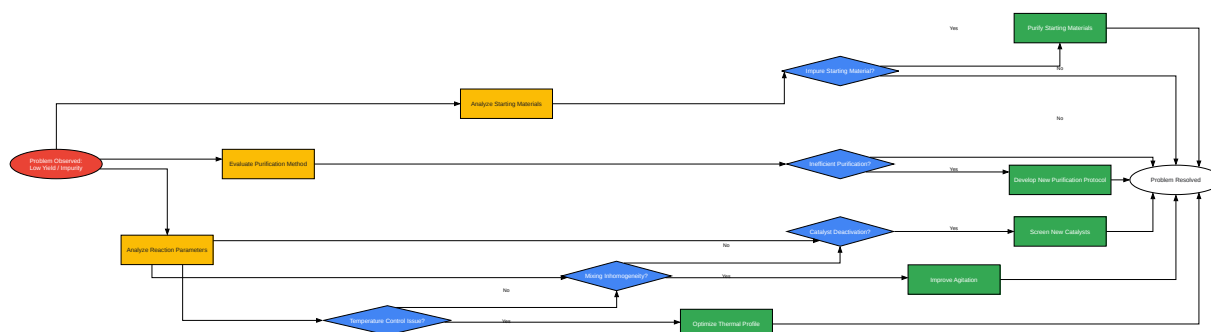 Yes
Purify Starting Materials
Impure Starting Material?
No
Analyze Starting Materials
No
Problem Observed:
Low Yield / Impurity
Evaluate Purification Method
Inefficient Purification?
Yes
Develop New Purification Protocol
Problem Resolved
Analyze Reaction Parameters
No
Catalyst Deactivation?
Yes
Screen New Catalysts
Mixing Inhomogeneity?
Yes
Improve Agitation
No
Temperature Control Issue?
Yes
Optimize Thermal Profile